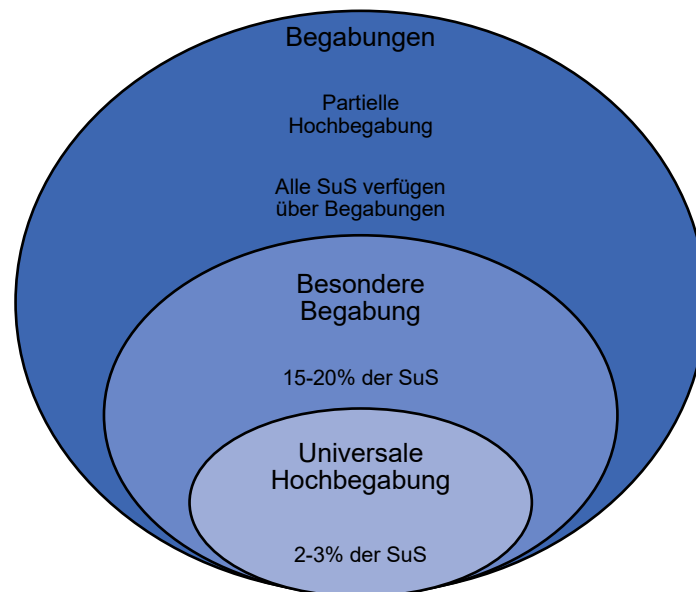 Begabungen
Partielle
Hochbegabung
Alle SuS verfügen
über Begabungen
Besondere
Begabung
15-20% der SuS
Universale
Hochbegabung
2-3% der SuS